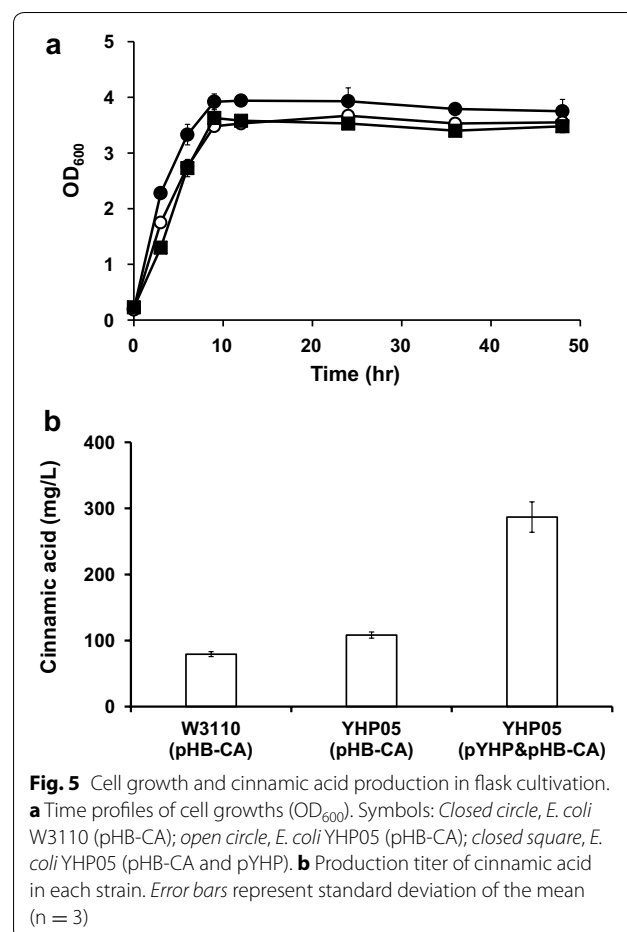 a
4
5
3
2
1
0
OD600
0
10
20
30
40
50
Time (hr)
b
400
300
200
100
0
Cinnamic acid (mg/L)
W3110
(pHB-CA)
YHP05
(pHB-CA)
YHP05
(pYHP&pHB-CA)
Fig. 5 Cell growth and cinnamic acid production in flask cultivation.
a Time profiles of cell growths (OD600). Symbols: Closed circle, E. coli
W3110 (pHB-CA); open circle, E. coli YHP05 (pHB-CA); closed square, E.
coli YHP05 (pHB-CA and pYHP). b Production titer of cinnamic acid
in each strain. Error bars represent standard deviation of the mean
(n = 3)